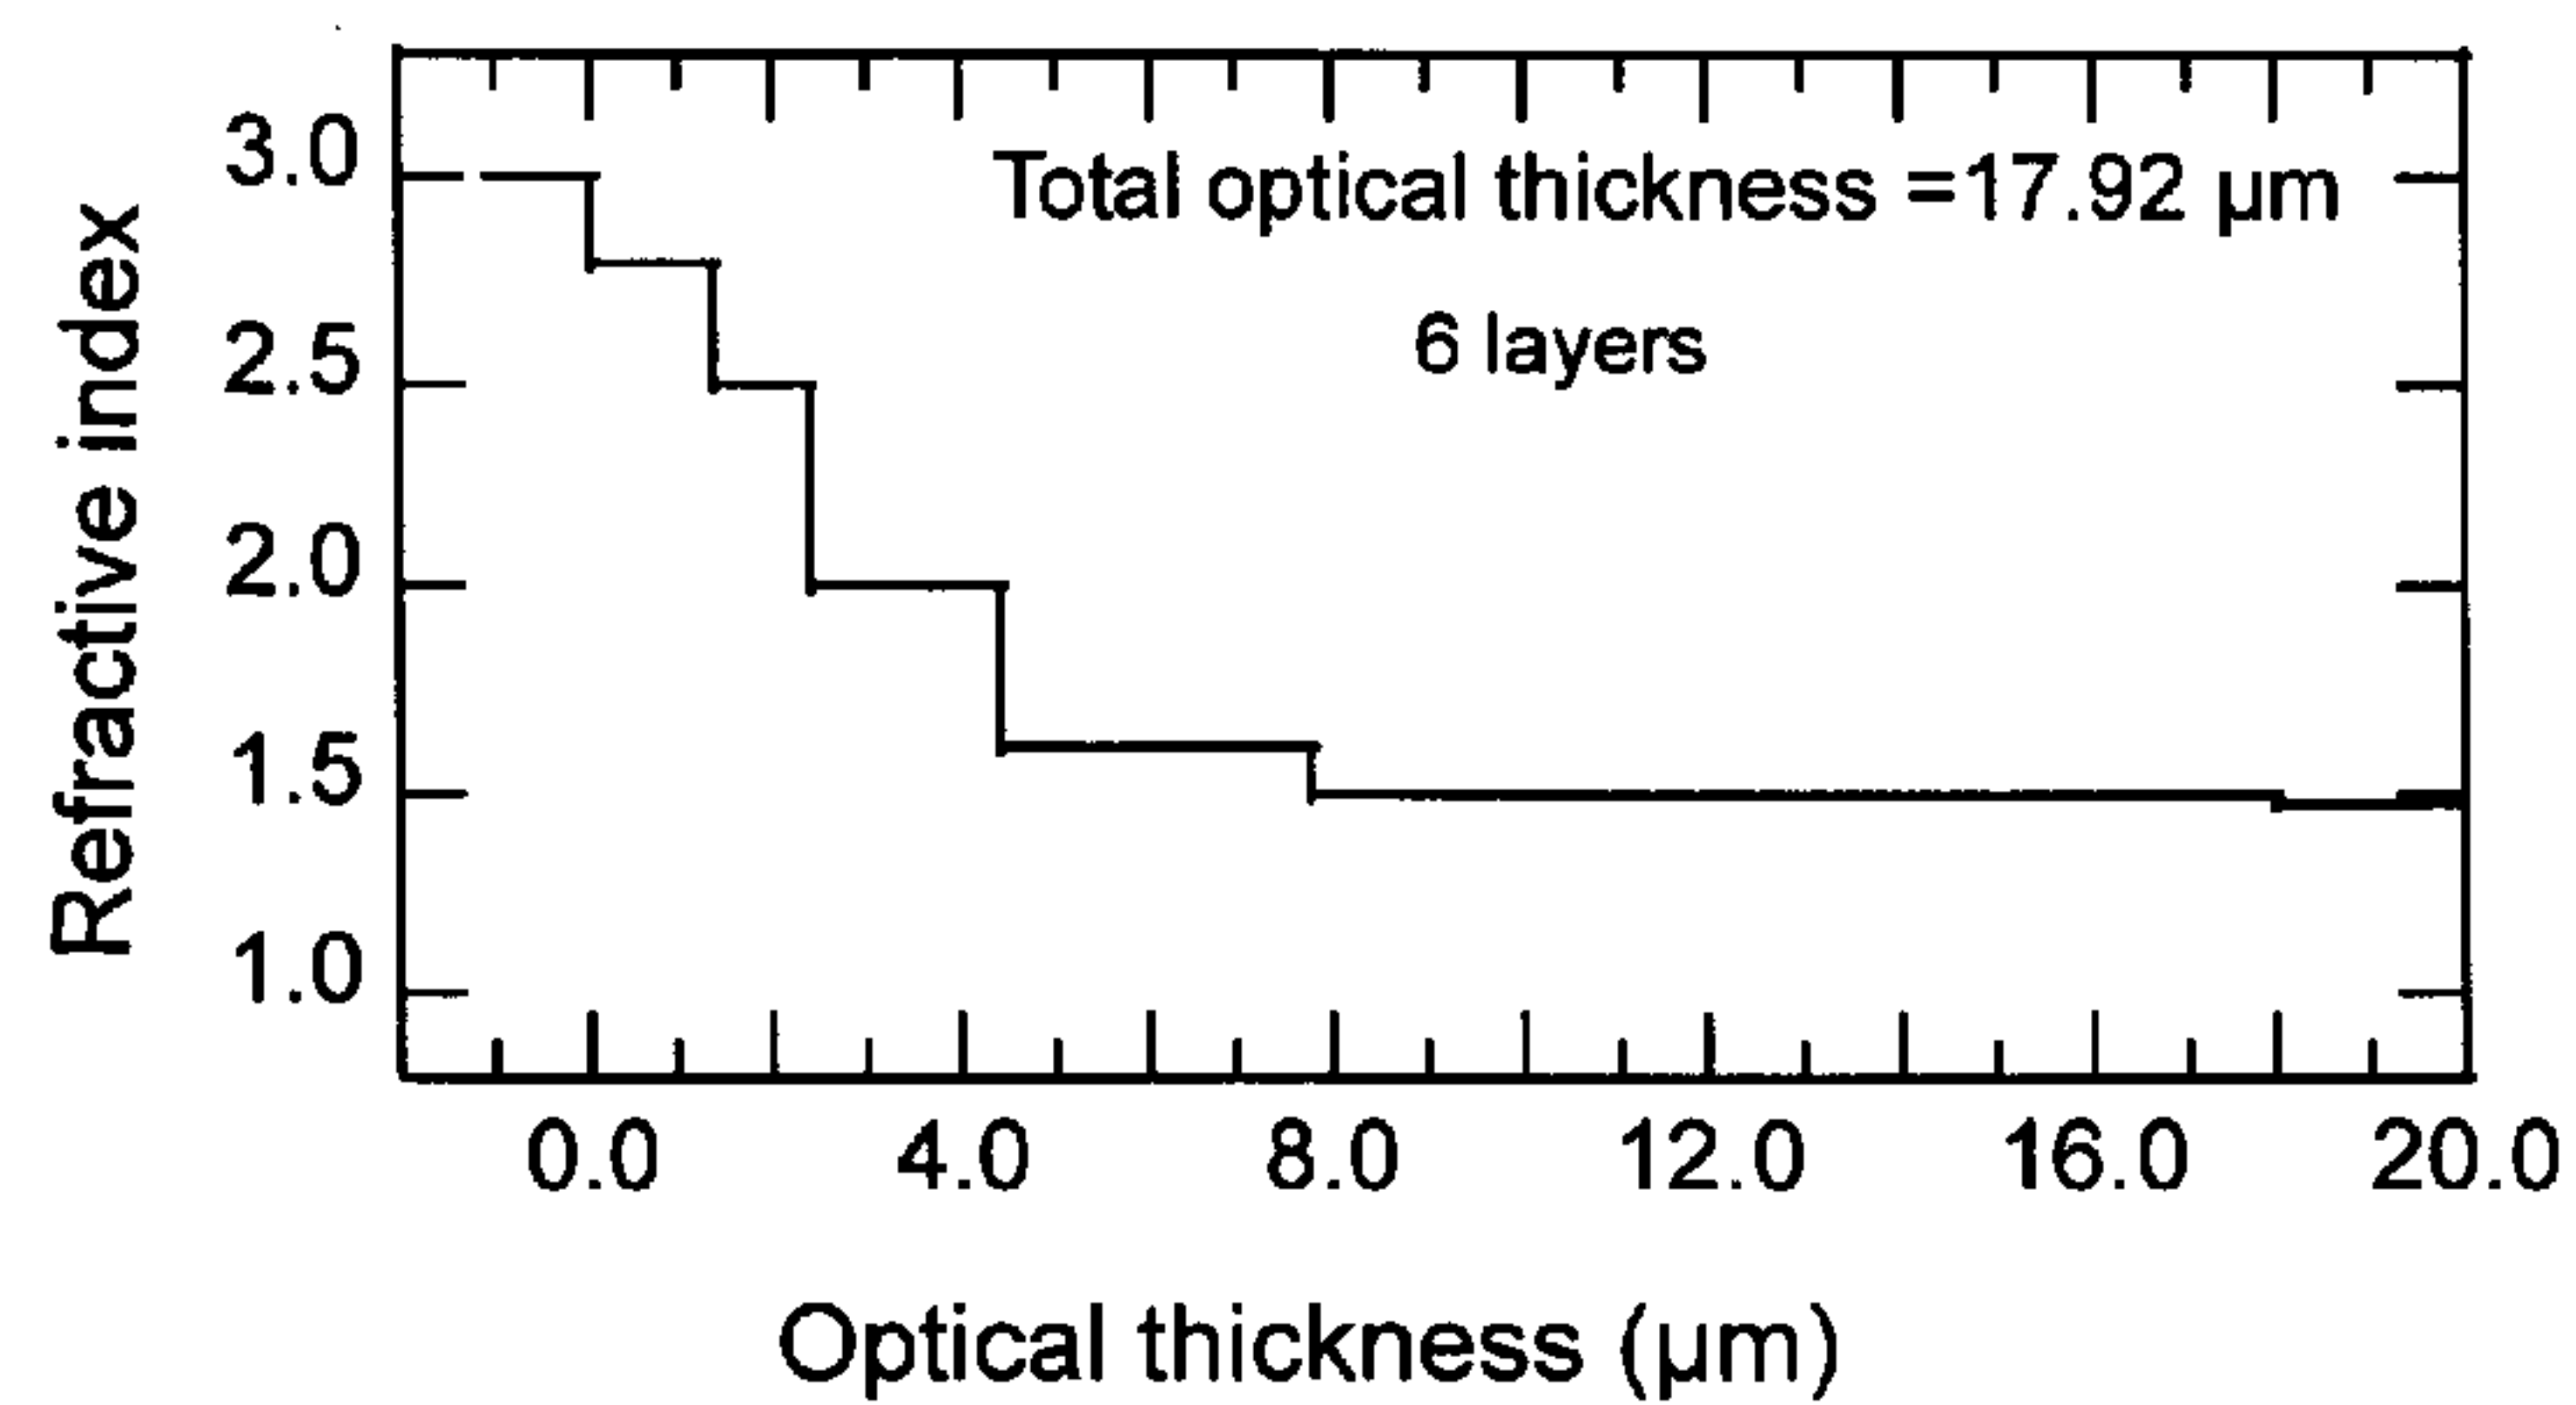 Refractive index
3.0
2.5
2.0
1.5
1.0
Total optical thickness =17.92 µm
6 layers
0.0 4.0 8.0 12.0 16.0 20.0
Optical thickness (µm)